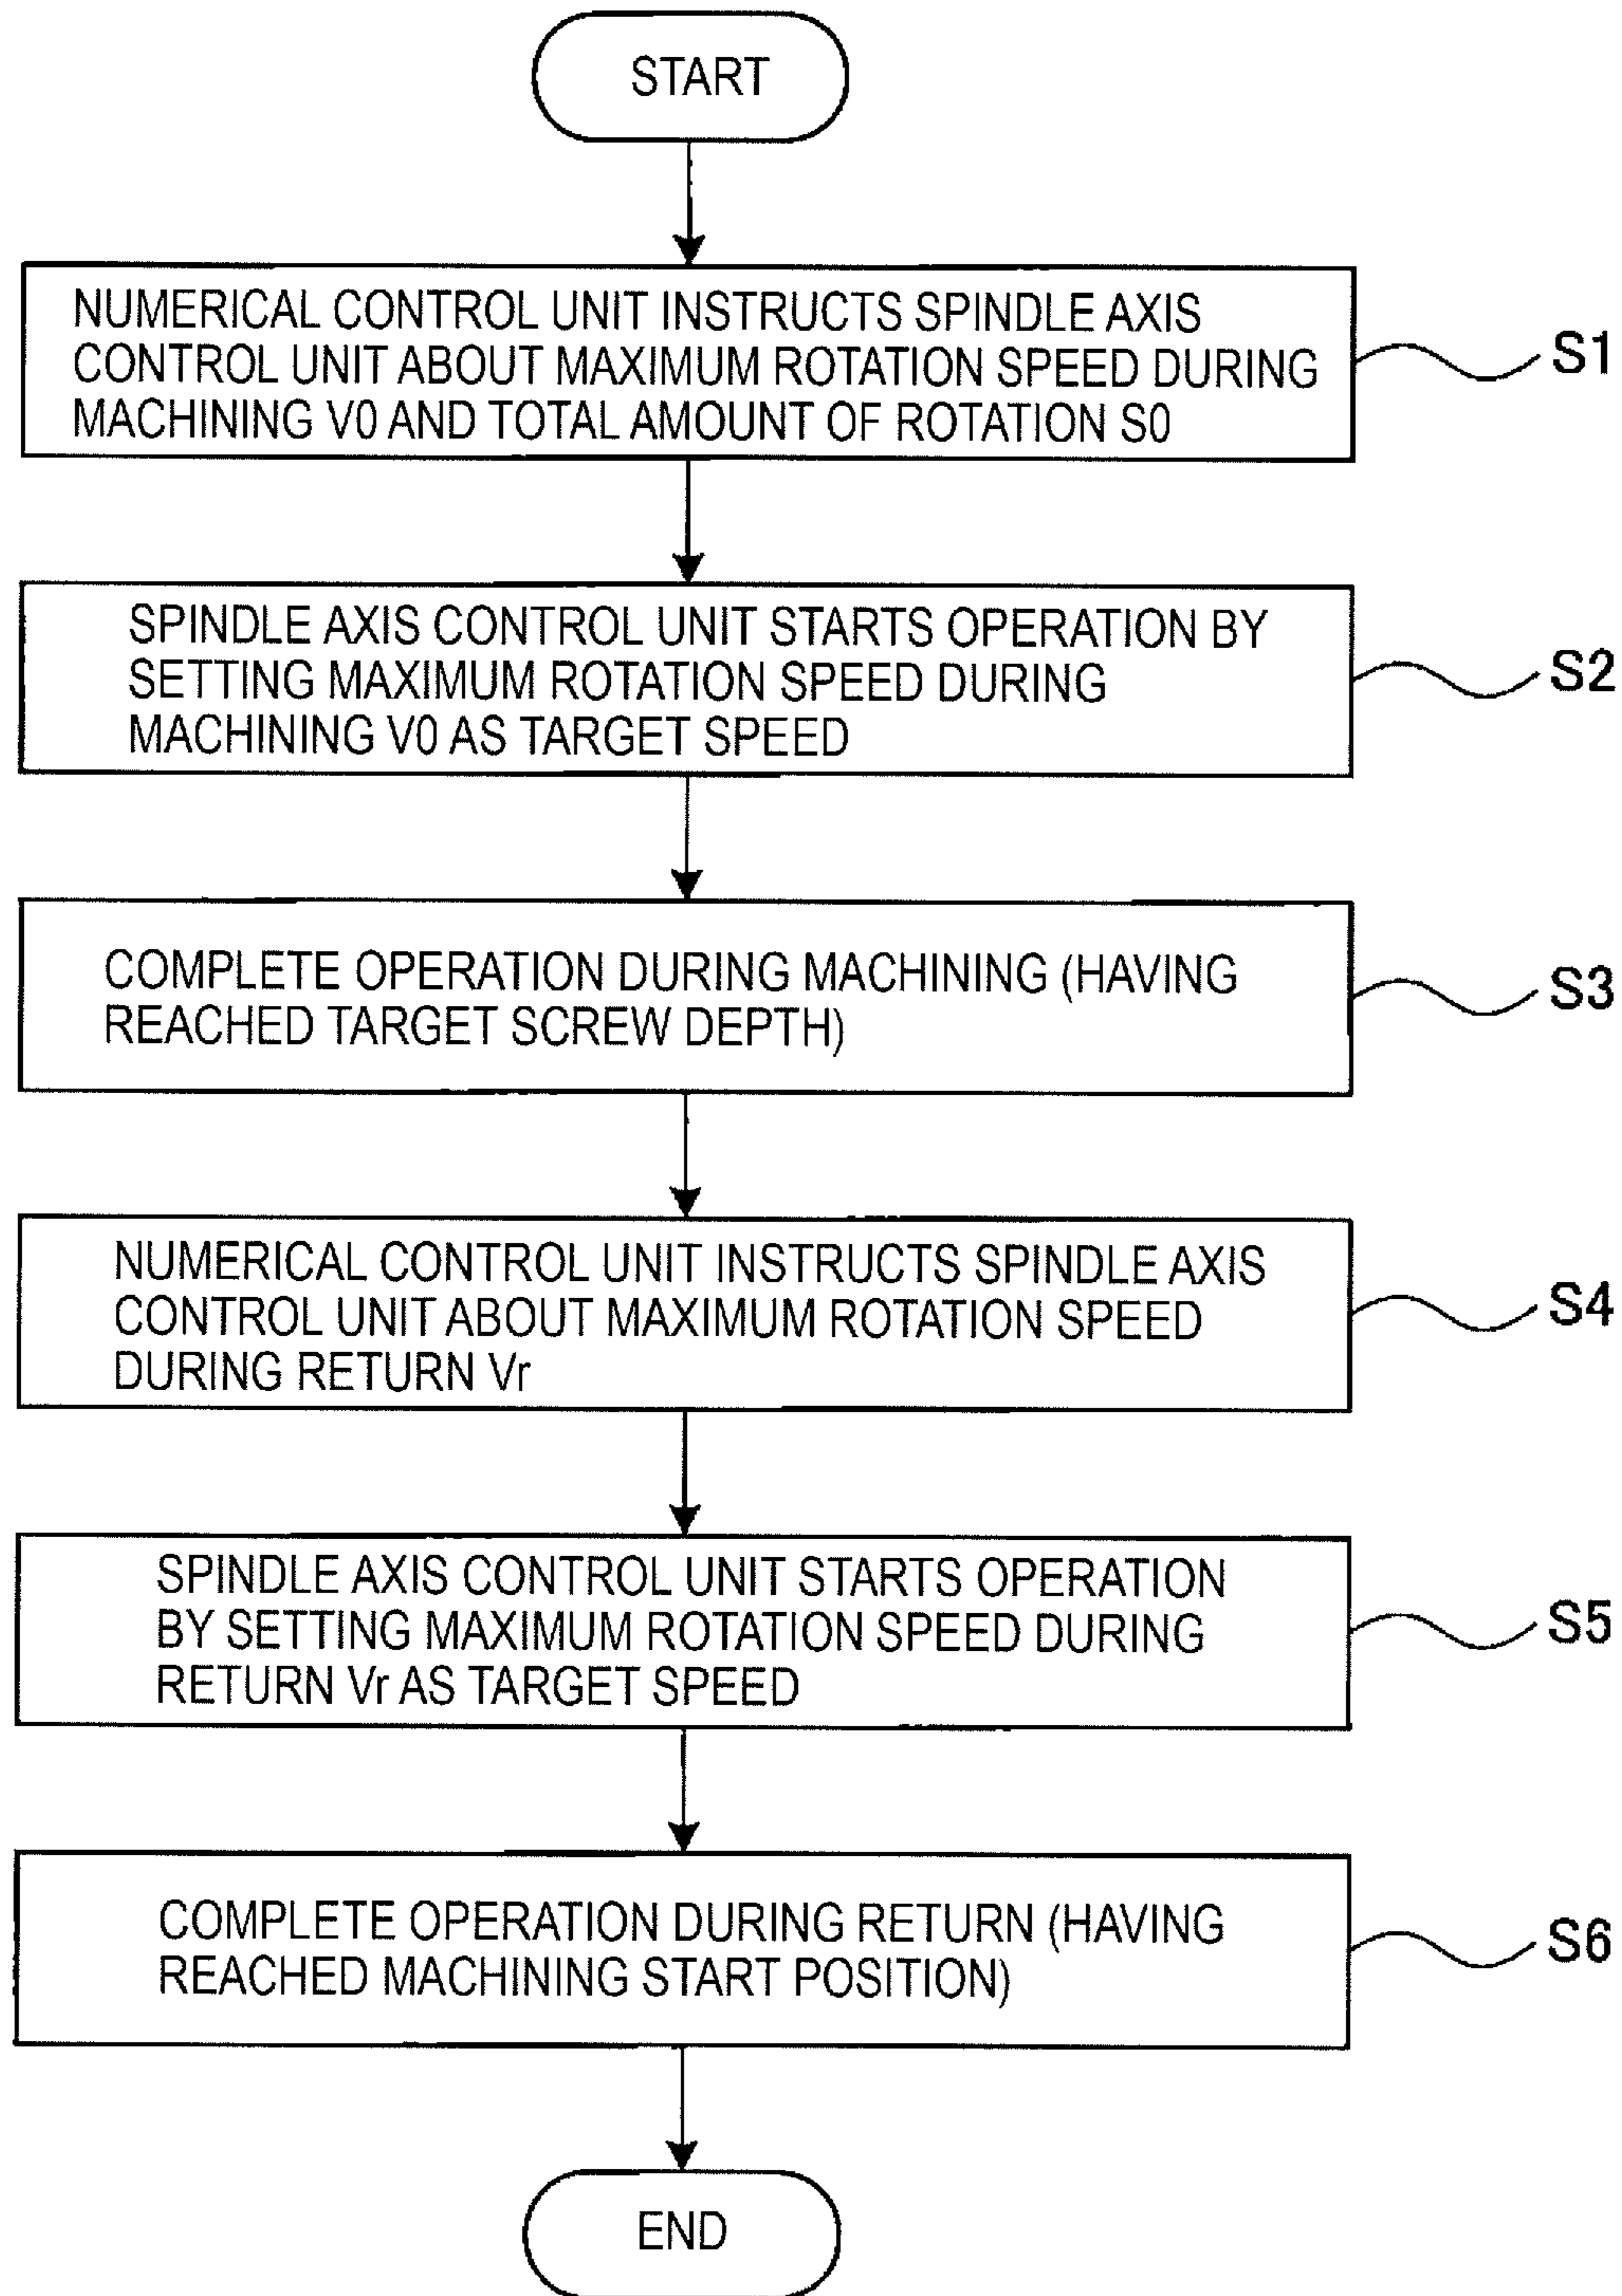 START
NUMERICAL CONTROL UNIT INSTRUCTS SPINDLE AXIS
CONTROL UNIT ABOUT MAXIMUM ROTATION SPEED DURING
MACHINING V0 AND TOTAL AMOUNT OF ROTATION S0
S1
SPINDLE AXIS CONTROL UNIT STARTS OPERATION BY
SETTING MAXIMUM ROTATION SPEED DURING
MACHINING V0 AS TARGET SPEED
S2
COMPLETE OPERATION DURING MACHINING (HAVING
REACHED TARGET SCREW DEPTH)
S3
NUMERICAL CONTROL UNIT INSTRUCTS SPINDLE AXIS
CONTROL UNIT ABOUT MAXIMUM ROTATION SPEED
DURING RETURN Vr
S4
SPINDLE AXIS CONTROL UNIT STARTS OPERATION
BY SETTING MAXIMUM ROTATION SPEED DURING
RETURN Vr AS TARGET SPEED
S5
COMPLETE OPERATION DURING RETURN (HAVING
REACHED MACHINING START POSITION)
S6
END